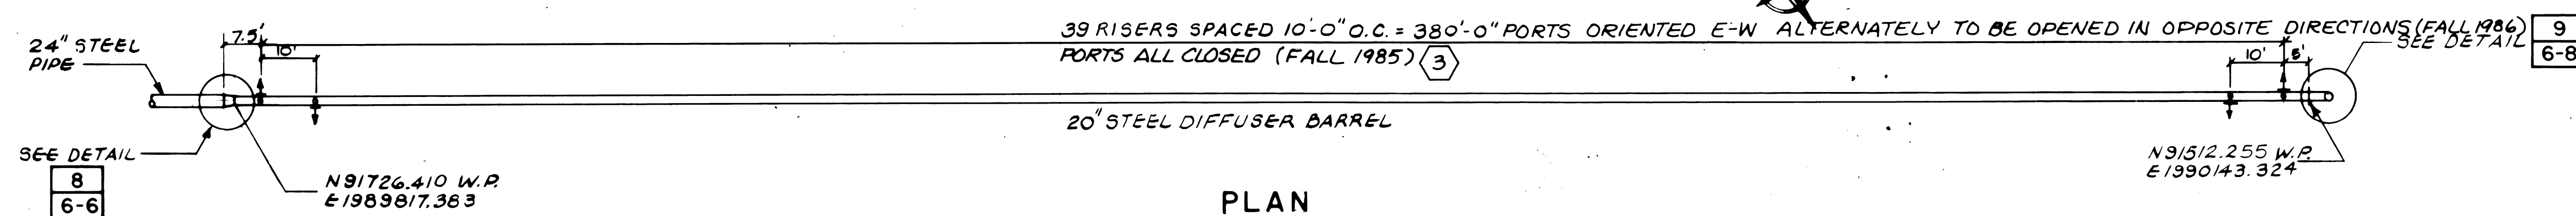 39 RISERS SPACED 10'-0" O.C. = 380'-0" PORTS ORIENTED E-W ALTERNATELY TO BE OPENED IN OPPOSITE DIRECTIONS (FALL 1986)
PORTS ALL CLOSED (FALL 1985) 3
SEE DETAIL
9
6-8
24" STEEL
PIPE
7.5'
10'
10'
5'
20" STEEL DIFFUSER BARREL
SEE DETAIL
8
6-6
N91726.410 W.P.
E1989817.383
N91512.255 W.P.
E1990143.324
PLAN